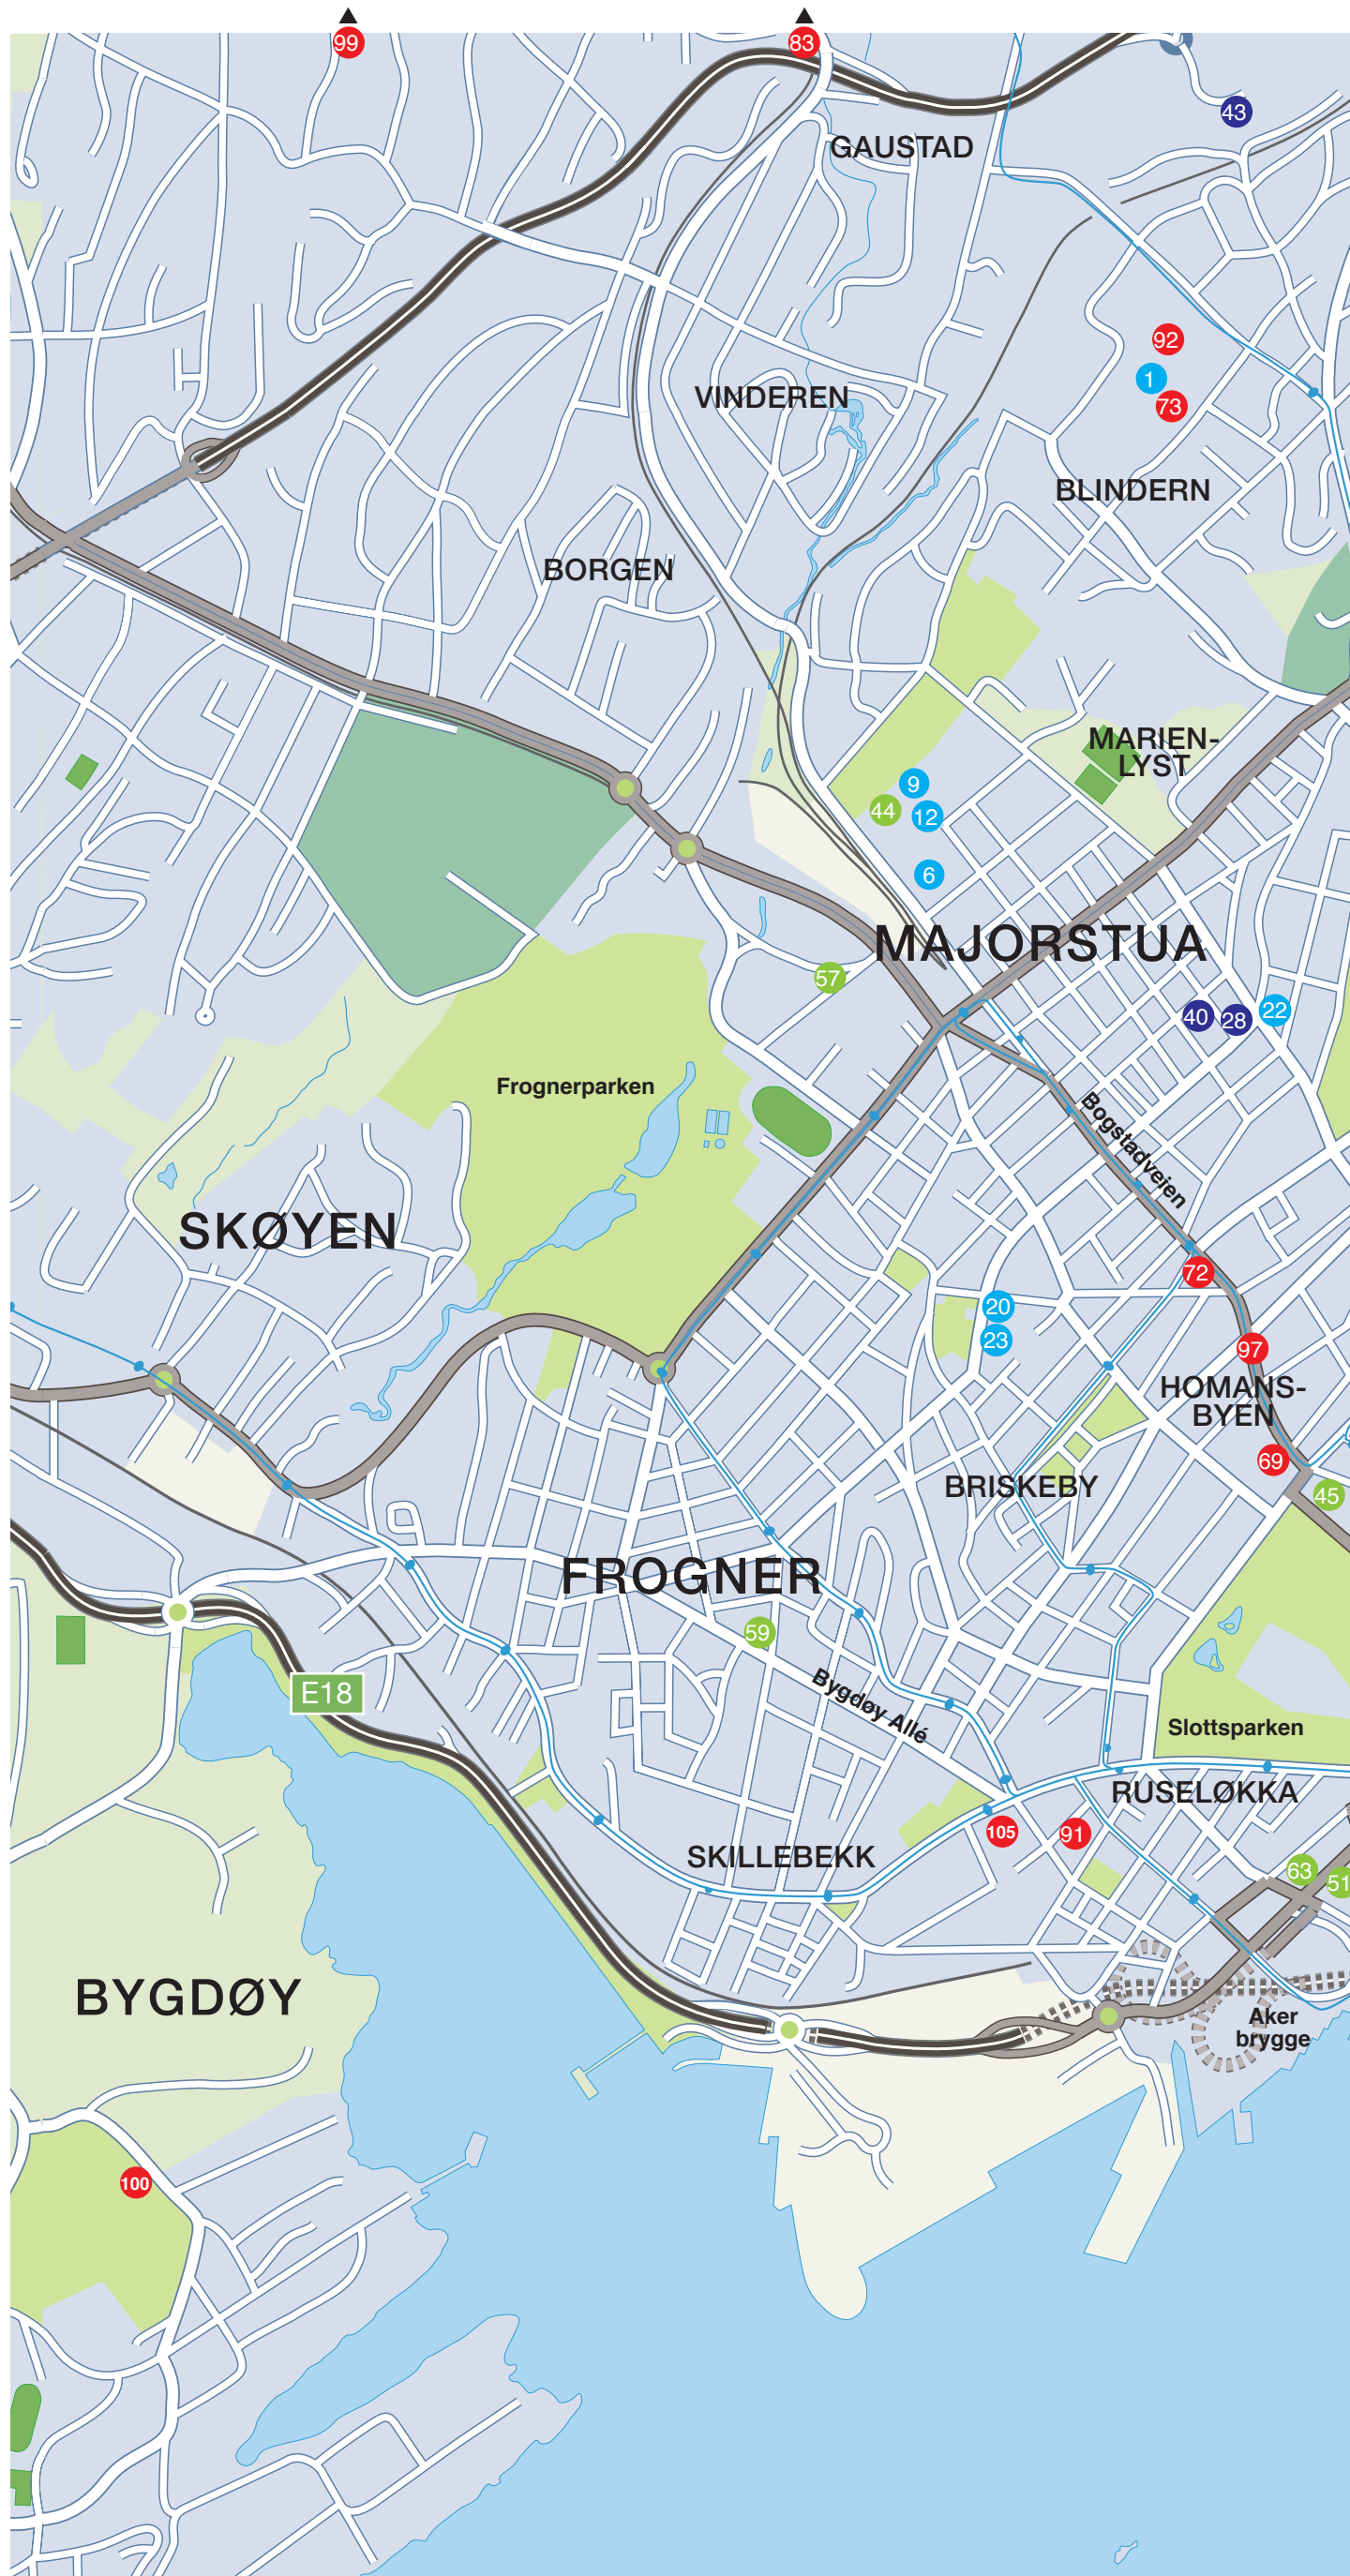 99
83
43
GAUSTAD
92
1
73
VINDEREN
BLINDERN
BORGEN
MARIEN-
LYST
9
44
12
6
MAJORSTUA
57
40
28
22
Frognerparken
Bogstadveien
SKØYEN
72
20
23
97
HOMANS-
BYEN
69
BRISKEBY
45
FROGNER
59
E18
Bygdøy Allé
Slottsparken
RUSELØKKA
105
91
SKILLEBEKK
63
51
BYGDØY
Aker
brygge
100